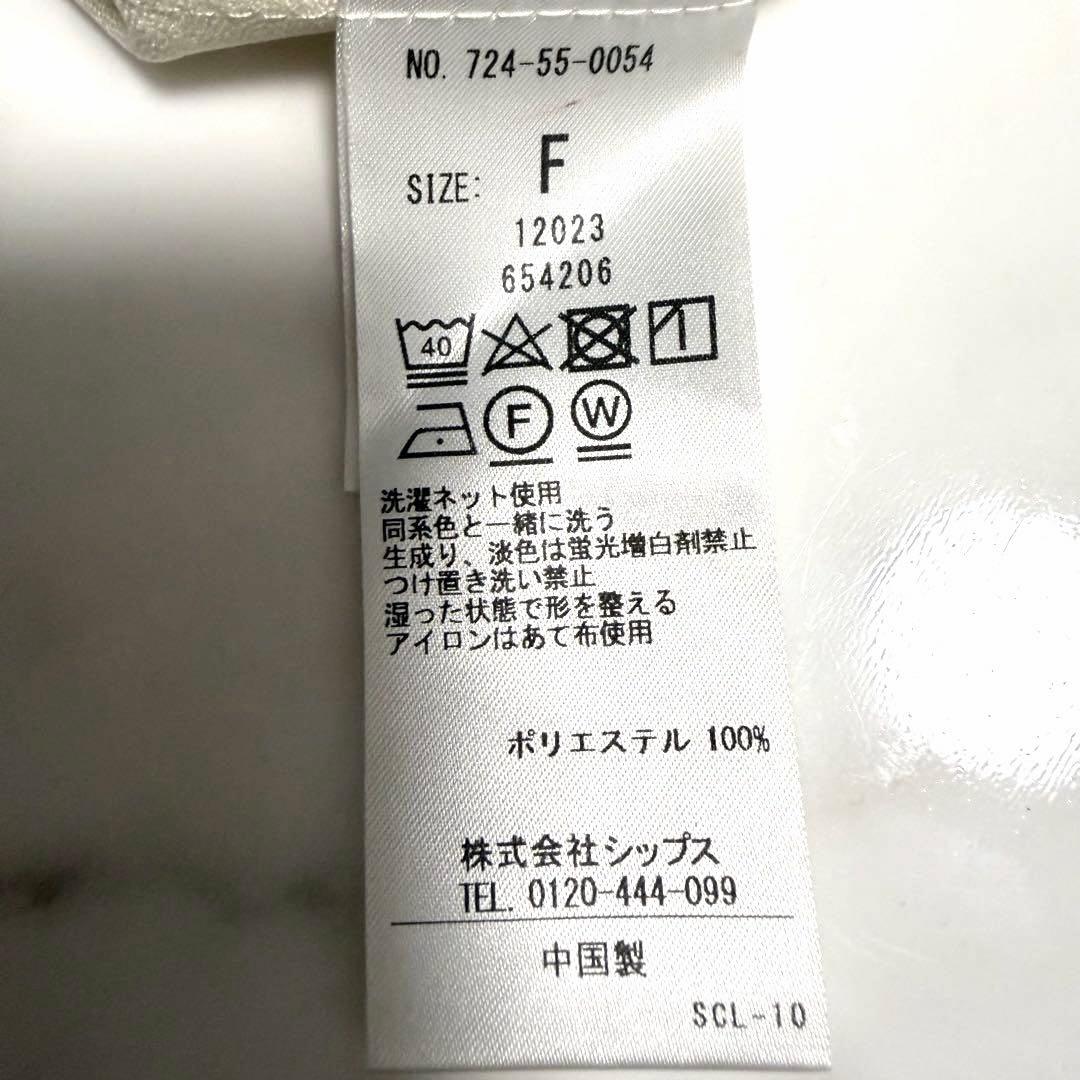 NO. 724-55-0054
SIZE: F
12023
654206
40
F W
洗濯ネット使用
同系色と一緒に洗う
生成り、淡色は蛍光増白剤禁止
つけ置き洗い禁止
湿った状態で形を整える
アイロンはあて布使用
ポリエステル 100%
株式会社シップス
TEL. 0120-444-099
中国製
SCL-10